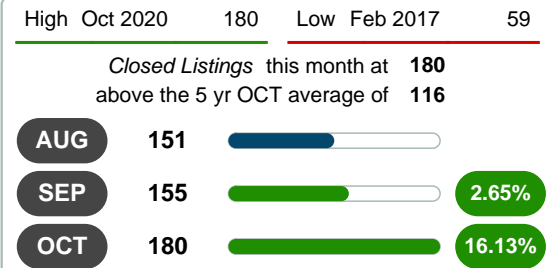 High Oct 2020 180 Low Feb 2017 59
Closed Listings this month at 180
above the 5 yr OCT average of 116
AUG 151
SEP 155 2.65%
OCT 180 16.13%